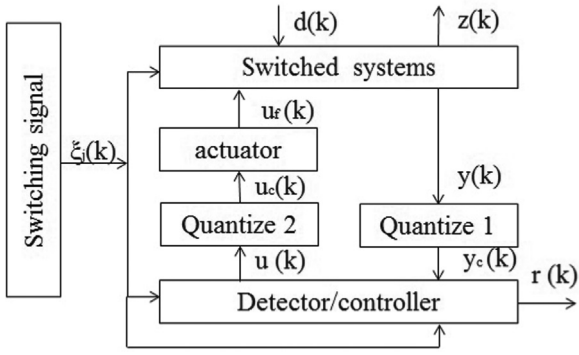 d(k)
z(k)
Switched systems
Switching signal
uf(k)
ξi(k)
actuator
uc(k)
y(k)
Quantize 2
Quantize 1
u (k)
yc(k)
r (k)
Detector/controller